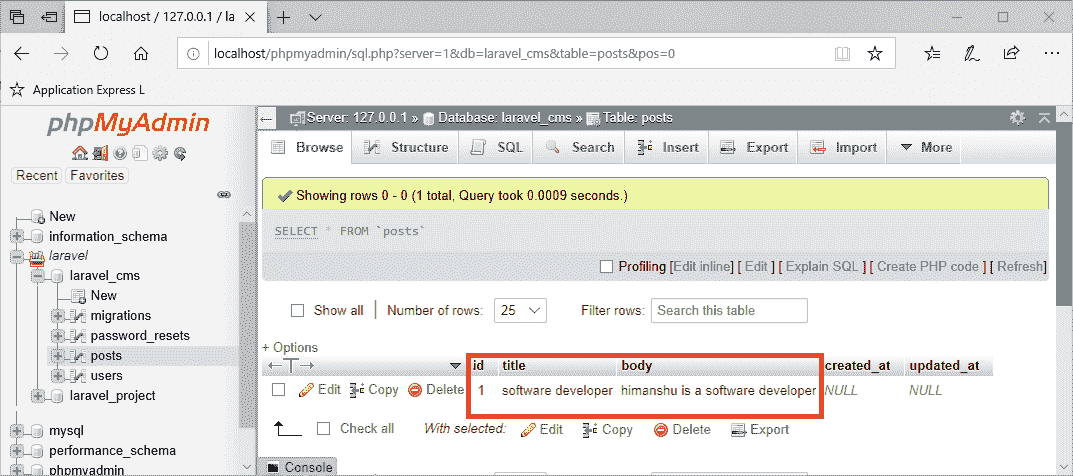 localhost / 127.0.0.1 / la
localhost/phpmyadmin/sql.php?server=1&db=laravel_cms&table=posts&pos=0
Application Express L
phpMyAdmin
Recent Favorites
New
information_schema
laravel
laravel_cms
New
migrations
password_resets
posts
users
laravel_project
mysql
performance_schema
phpmyadmin
Server: 127.0.0.1 » Database: laravel_cms » Table: posts
Browse Structure SQL Search Insert Export Import More
Showing rows 0 - 0 (1 total, Query took 0.0009 seconds.)
SELECT * FROM `posts`
Profiling [Edit inline] [ Edit ] [ Explain SQL ] [ Create PHP code ] [ Refresh]
Show all Number of rows: 25 Filter rows: Search this table
+ Options
id title body created_at updated_at
Edit Copy Delete 1 software developer himanshu is a software developer NULL NULL
Check all With selected: Edit Copy Delete Export
Console